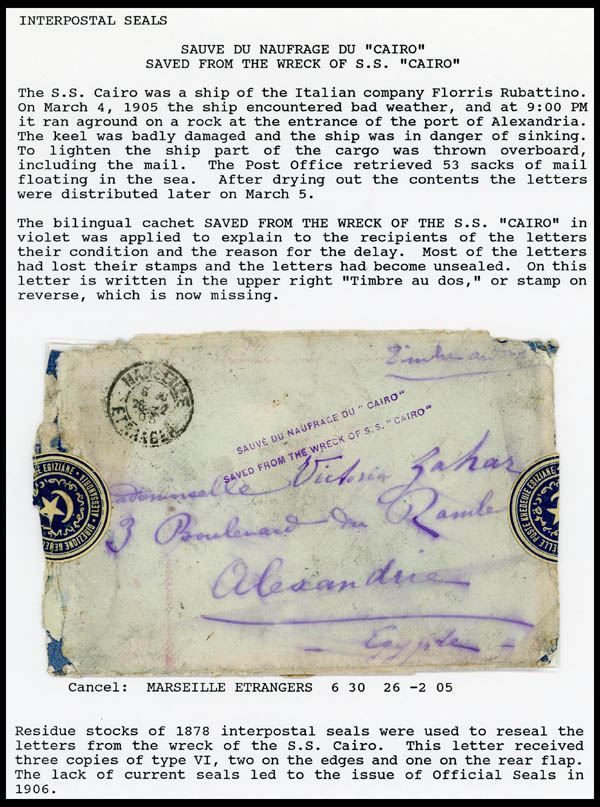 INTERPOSTAL SEALS
SAUVE DU NAUFRAGE DU "CAIRO"
SAVED FROM THE WRECK OF S.S. "CAIRO"
The S.S. Cairo was a ship of the Italian company Florris Rubattino.
On March 4, 1905 the ship encountered bad weather, and at 9:00 PM
it ran aground on a rock at the entrance of the port of Alexandria.
The keel was badly damaged and the ship was in danger of sinking.
To lighten the ship part of the cargo was thrown overboard,
including the mail. The Post Office retrieved 53 sacks of mail
floating in the sea. After drying out the contents the letters
were distributed later on March 5.
The bilingual cachet SAVED FROM THE WRECK OF THE S.S. "CAIRO" in
violet was applied to explain to the recipients of the letters
their condition and the reason for the delay. Most of the letters
had lost their stamps and the letters had become unsealed. On this
letter is written in the upper right "Timbre au dos," or stamp on
reverse, which is now missing.
Timbre au
MARSEILLE
ETRANGERS
SAUVÉ DU NAUFRAGE DU "CAIRO"
SAVED FROM THE WRECK OF S.S. "CAIRO"
Victoria Zahar
3 Boulevard du Ramle
Alexandrie
Egypte
EGIZIANE · DIREZIONE GENE
ALESSANDRIA
ELLE POSTE KHEDEUIE EGIZIANE
Cancel: MARSEILLE ETRANGERS 6 30 26 -2 05
Residue stocks of 1878 interpostal seals were used to reseal the
letters from the wreck of the S.S. Cairo. This letter received
three copies of type VI, two on the edges and one on the rear flap.
The lack of current seals led to the issue of Official Seals in
1906.